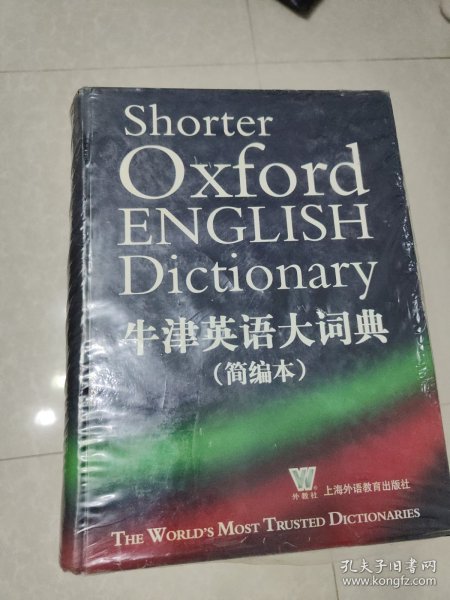 Shorter
Oxford
ENGLISH
Dictionary
牛津英语大词典
(简编本)
W®
外教社
上海外语教育出版社
THE WORLD'S MOST TRUSTED DICTIONARIES
孔夫子旧书网
www.kongfz.com